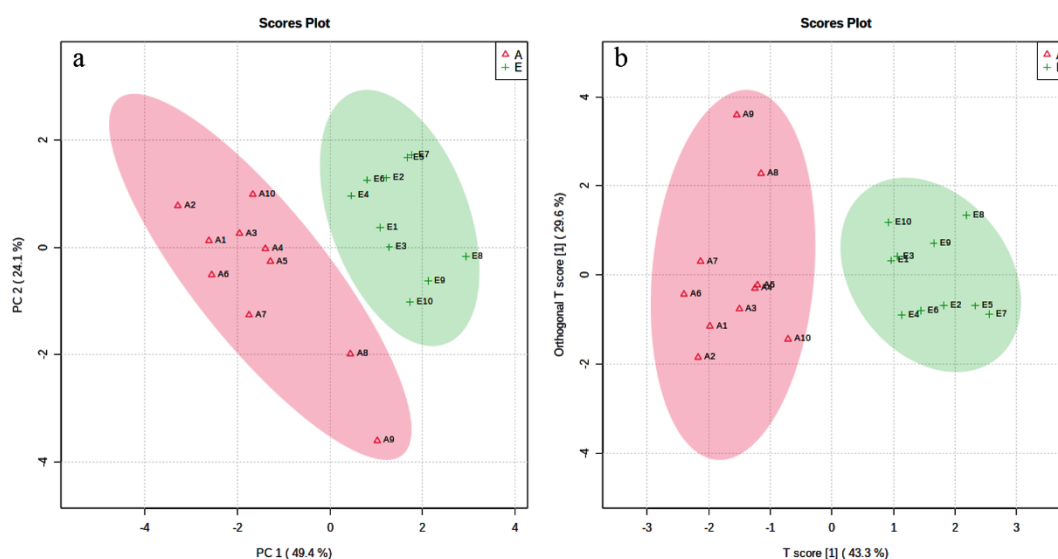 Scores Plot
a
A
E
E7
E5
E6
E2
E4
A10
A2
E1
A3
A1
E3
A4
E8
A5
A6
E9
E10
A7
A8
A9
PC 2 ( 24.1 %)
2
0
-2
-4
-4
-2
0
2
4
PC 1 ( 49.4 %)
Scores Plot
b
A
A9
A8
E8
E10
E9
E3
A7
E1
A5
A4
A6
E2
E5
A3
E6
E4
E7
A1
A10
A2
Orthogonal T score [1] ( 29.6 %)
4
2
0
-2
-4
-3
-2
-1
0
1
2
3
T score [1] ( 43.3 %)